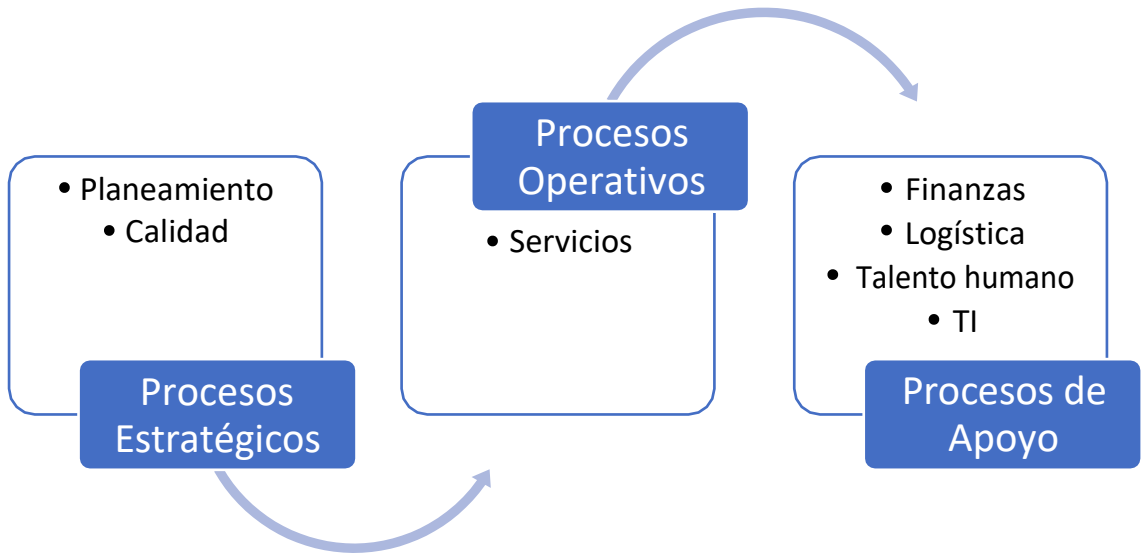 • Planeamiento
• Calidad
Procesos
Estratégicos
Procesos
Operativos
• Servicios
• Finanzas
• Logística
• Talento humano
• TI
Procesos de
Apoyo